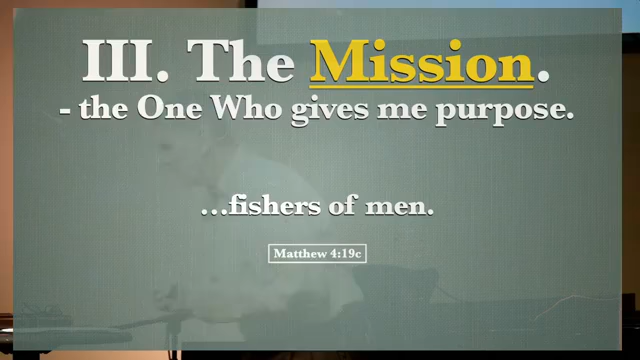 III. The Mission.
- the One Who gives me purpose.
...fishers of men.
Matthew 4:19c